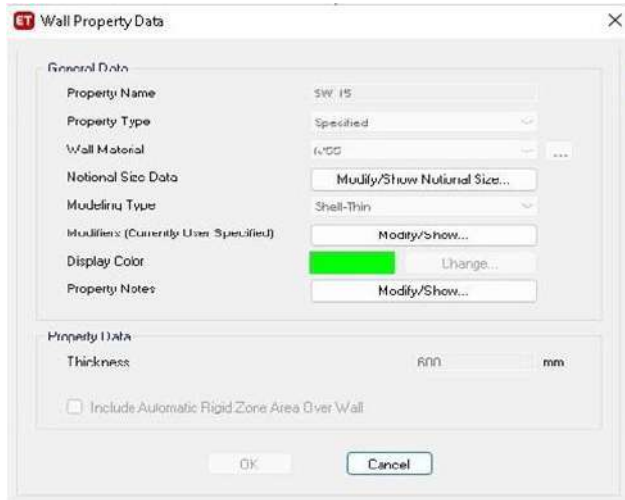 ET Wall Property Data
General Data
Property Name
Property Type Specified
Wall Material ...
Notional Size Data Modify/Show Notional Size...
Modeling Type Shell-Thin
Modifiers (Currently User Specified) Modify/Show...
Display Color Change...
Property Notes Modify/Show...
Property Data
Thickness 600 mm
Include Automatic Rigid Zone Area Over Wall
OK Cancel